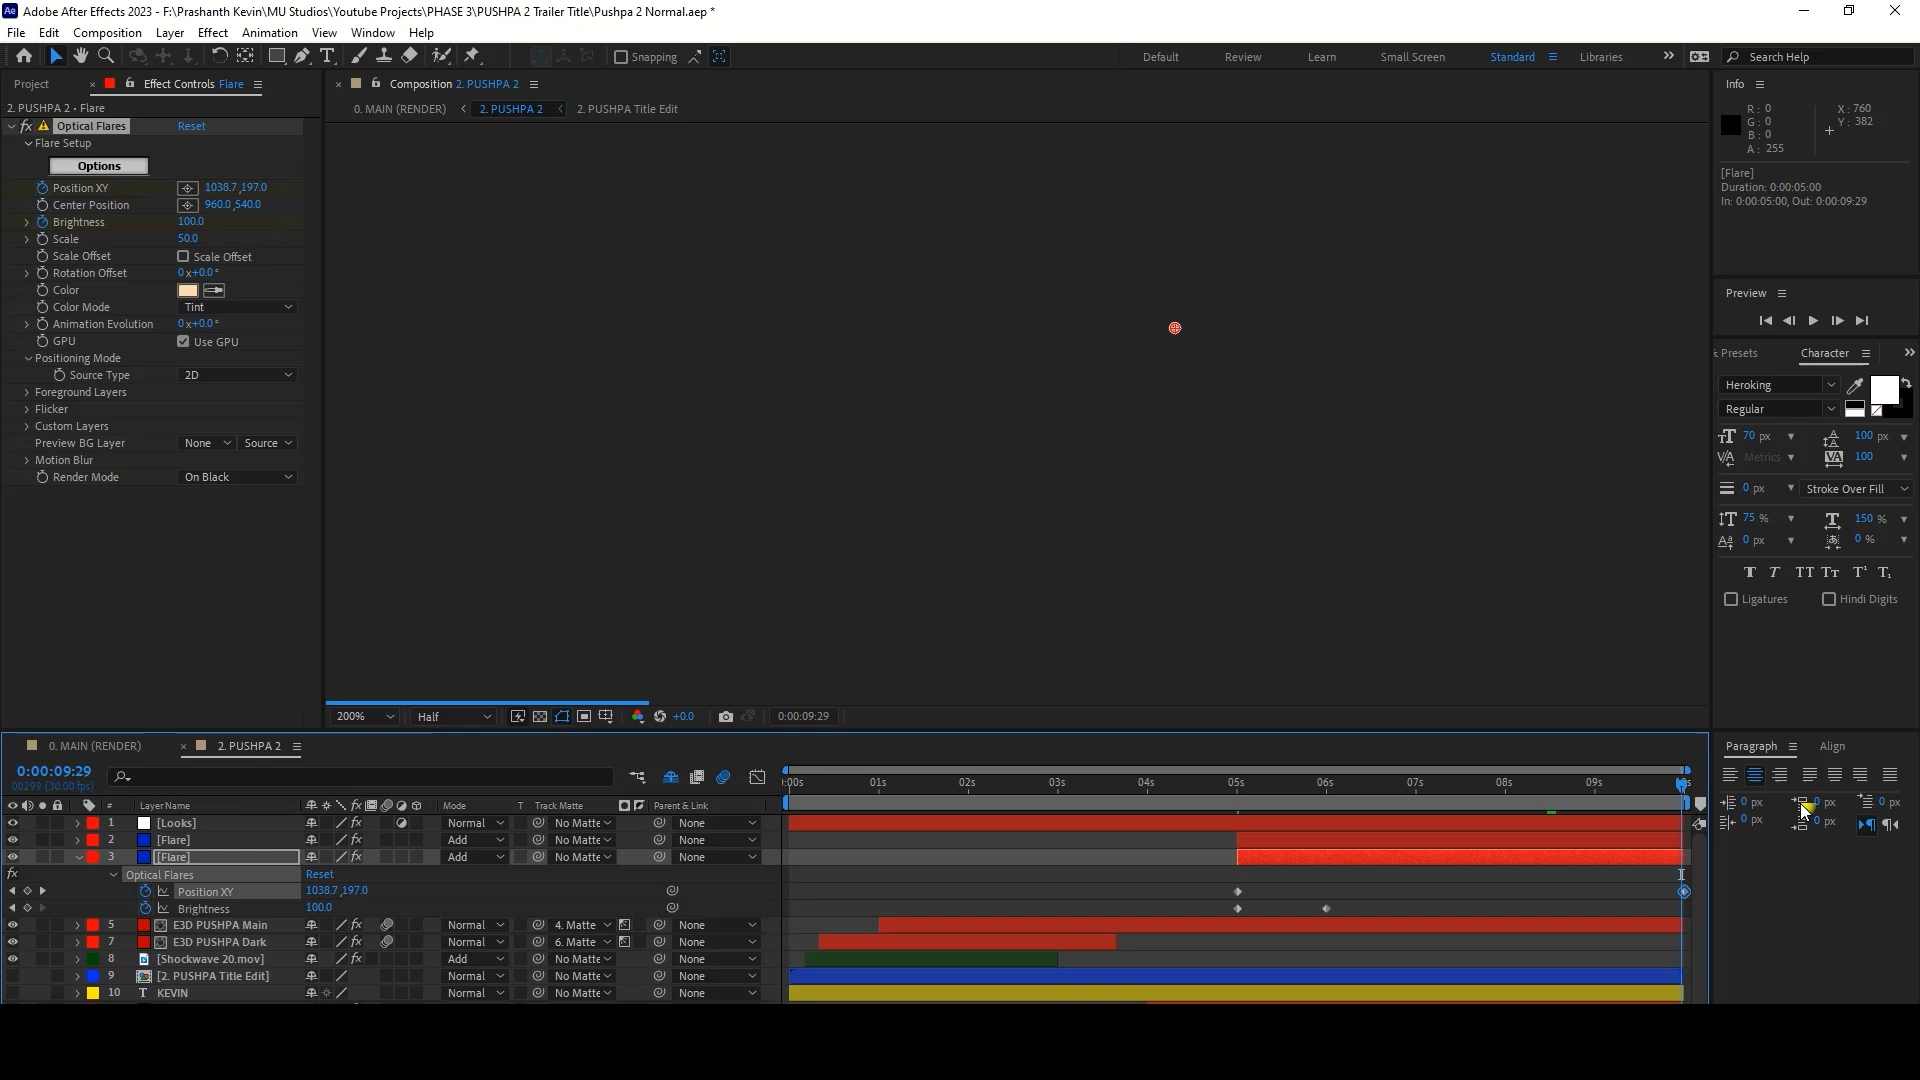 Adobe After Effects 2023 - F:\Prashanth Kevin\MU Studios\Youtube Projects\PHASE 3\PUSHPA 2 Trailer Title\Pushpa 2 Normal.aep *
File Edit Composition Layer Effect Animation View Window Help
Snapping
Default Review Learn Small Screen Standard Libraries
Search Help
Project Effect Controls Flare
2. PUSHPA 2 • Flare
fx Optical Flares Reset
Flare Setup
Options
Position XY 1038.7,197.0
Center Position 960.0,540.0
Brightness 100.0
Scale 50.0
Scale Offset Scale Offset
Rotation Offset 0x+0.0°
Color
Color Mode Tint
Animation Evolution 0x+0.0°
GPU Use GPU
Positioning Mode
Source Type 2D
Foreground Layers
Flicker
Custom Layers
Preview BG Layer None Source
Motion Blur
Render Mode On Black
Composition 2. PUSHPA 2
0. MAIN (RENDER) 2. PUSHPA 2 2. PUSHPA Title Edit
200% Half +0.0 0:00:09:29
Info
R: 0 X: 760
G: 0 Y: 382
B: 0
A: 255
[Flare]
Duration: 0:00:05:00
In: 0:00:05:00, Out: 0:00:09:29
Preview
Presets Character
Heroking
Regular
70 px 100 px
Metrics 100
0 px Stroke Over Fill
75 % 150 %
0 px 0 %
Ligatures Hindi Digits
Paragraph Align
0 px 0 px 0 px
0 px 0 px
0. MAIN (RENDER) 2. PUSHPA 2
0:00:09:29
00299 (30.00 fps)
:00s 01s 02s 03s 04s 05s 06s 07s 08s 09s
# Layer Name Mode T Track Matte Parent & Link
1 [Looks] fx Normal No Matte None
2 [Flare] fx Add No Matte None
3 [Flare] fx Add No Matte None
fx Optical Flares Reset
Position XY 1038.7,197.0
Brightness 100.0
5 E3D PUSHPA Main fx Normal 4. Matte None
7 E3D PUSHPA Dark fx Normal 6. Matte None
8 [Shockwave 20.mov] fx Add No Matte None
9 [2. PUSHPA Title Edit] Normal No Matte None
10 T KEVIN Normal No Matte None